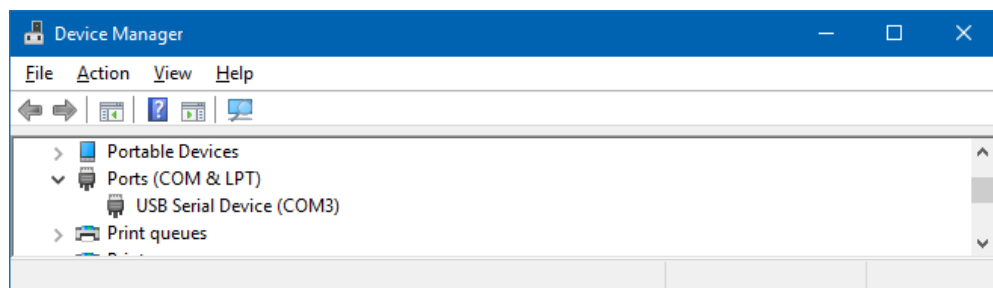 Device Manager
File Action View Help
Portable Devices
Ports (COM & LPT)
USB Serial Device (COM3)
Print queues